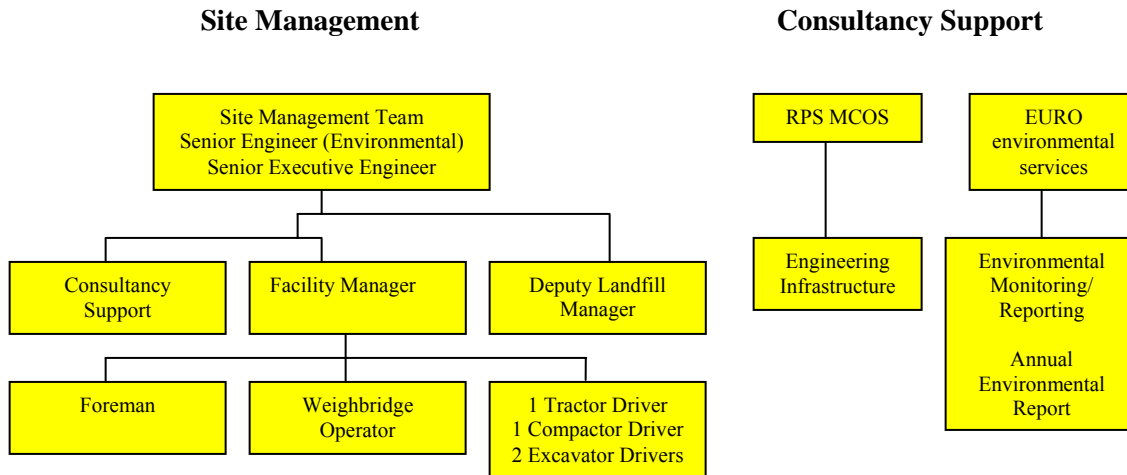 Site Management
Consultancy Support
Site Management Team
Senior Engineer (Environmental)
Senior Executive Engineer
RPS MCOS
EURO
environmental
services
Consultancy
Support
Facility Manager
Deputy Landfill
Manager
Engineering
Infrastructure
Environmental
Monitoring/
Reporting
Annual
Environmental
Report
Foreman
Weighbridge
Operator
1 Tractor Driver
1 Compactor Driver
2 Excavator Drivers